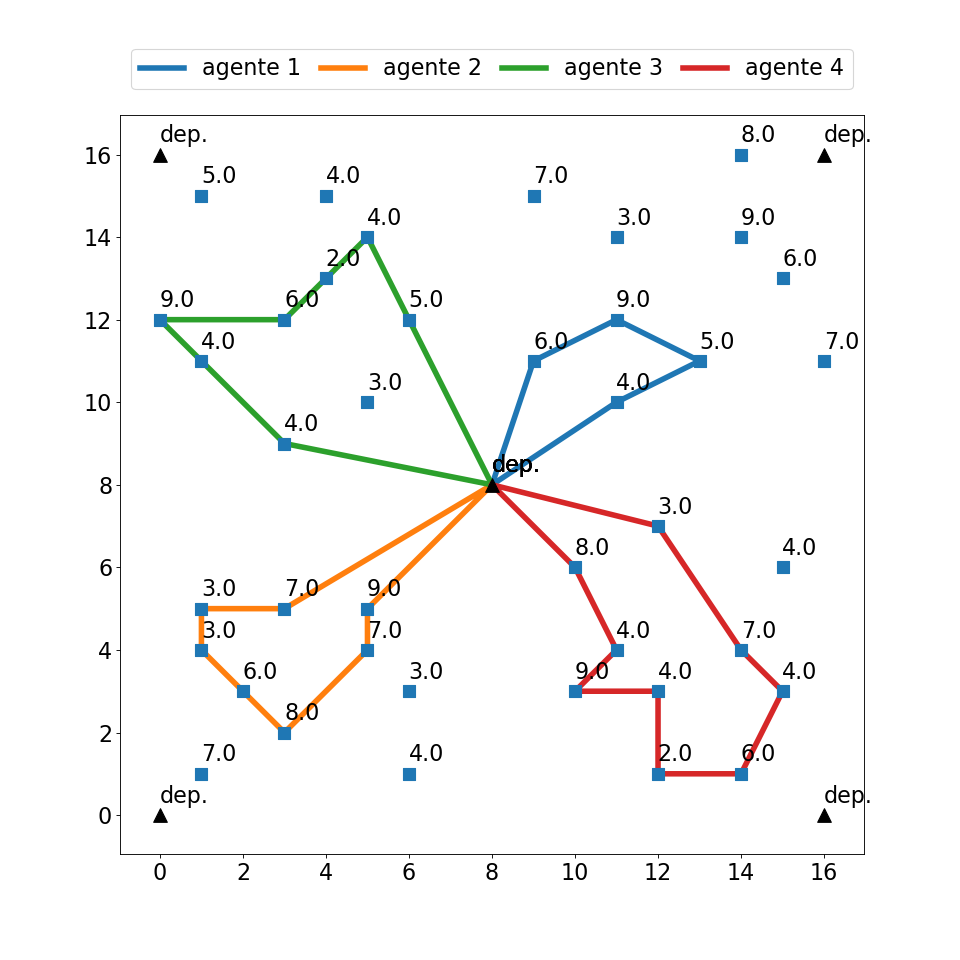 agente 1 agente 2 agente 3 agente 4
dep. 8.0 dep.
16
5.0 4.0 7.0
4.0 3.0 9.0
14
2.0 6.0
9.0 6.0 5.0 9.0
12
4.0 6.0 5.0 7.0
3.0 4.0
10
4.0
dep.
8
3.0
8.0 4.0
6
3.0 7.0 9.0
3.0 7.0 4.0 7.0
4
6.0 3.0 9.0 4.0 4.0
8.0
2
7.0 4.0 2.0 6.0
dep. dep.
0
0 2 4 6 8 10 12 14 16